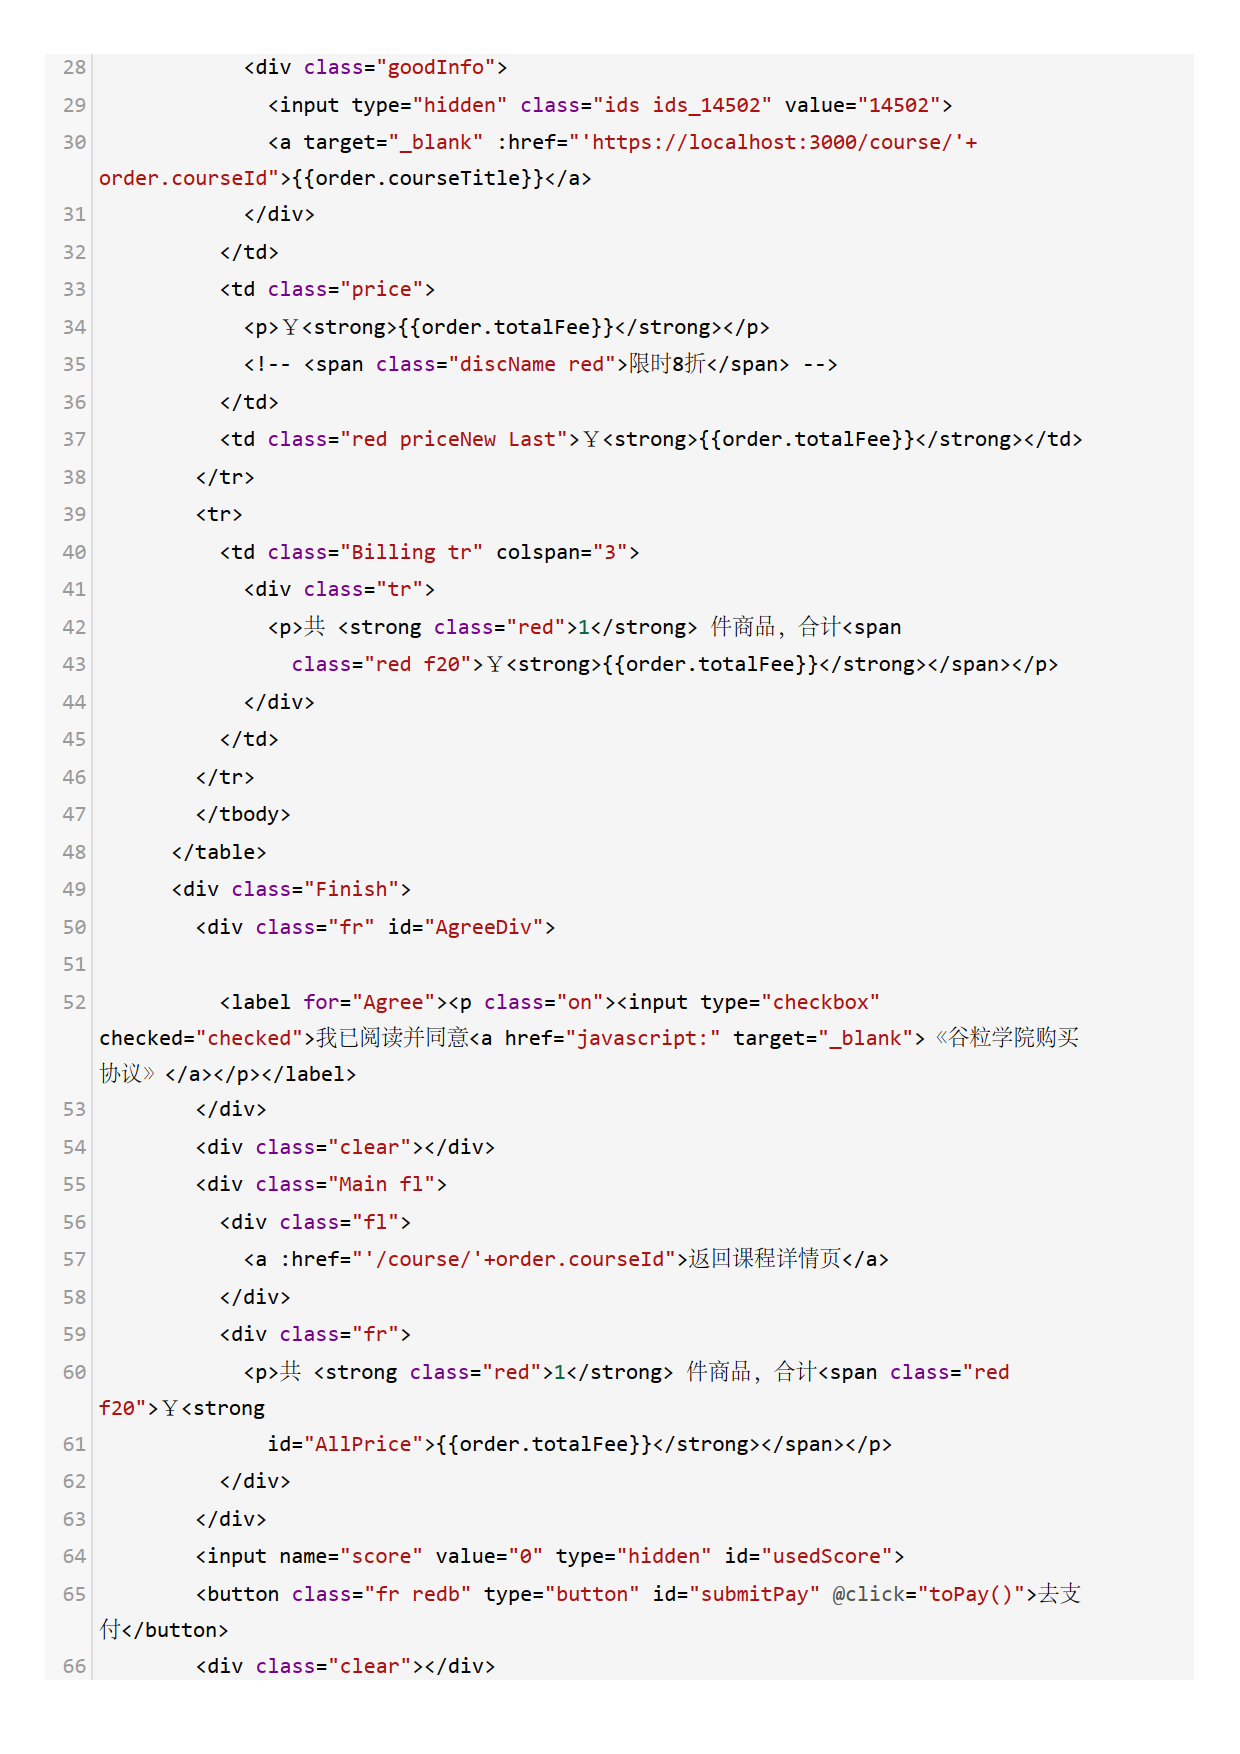 28 <div class="goodInfo">
29 <input type="hidden" class="ids ids_14502" value="14502">
30 <a target="_blank" :href="'https://localhost:3000/course/'+
order.courseId">{{order.courseTitle}}</a>
31 </div>
32 </td>
33 <td class="price">
34 <p>￥<strong>{{order.totalFee}}</strong></p>
35 <!-- <span class="discName red">限时8折</span> -->
36 </td>
37 <td class="red priceNew Last">￥<strong>{{order.totalFee}}</strong></td>
38 </tr>
39 <tr>
40 <td class="Billing tr" colspan="3">
41 <div class="tr">
42 <p>共 <strong class="red">1</strong> 件商品，合计<span
43 class="red f20">￥<strong>{{order.totalFee}}</strong></span></p>
44 </div>
45 </td>
46 </tr>
47 </tbody>
48 </table>
49 <div class="Finish">
50 <div class="fr" id="AgreeDiv">
51
52 <label for="Agree"><p class="on"><input type="checkbox"
checked="checked">我已阅读并同意<a href="javascript:" target="_blank">《谷粒学院购买
协议》</a></p></label>
53 </div>
54 <div class="clear"></div>
55 <div class="Main fl">
56 <div class="fl">
57 <a :href="'/course/'+order.courseId">返回课程详情页</a>
58 </div>
59 <div class="fr">
60 <p>共 <strong class="red">1</strong> 件商品，合计<span class="red
f20">￥<strong
61 id="AllPrice">{{order.totalFee}}</strong></span></p>
62 </div>
63 </div>
64 <input name="score" value="0" type="hidden" id="usedScore">
65 <button class="fr redb" type="button" id="submitPay" @click="toPay()">去支
付</button>
66 <div class="clear"></div>